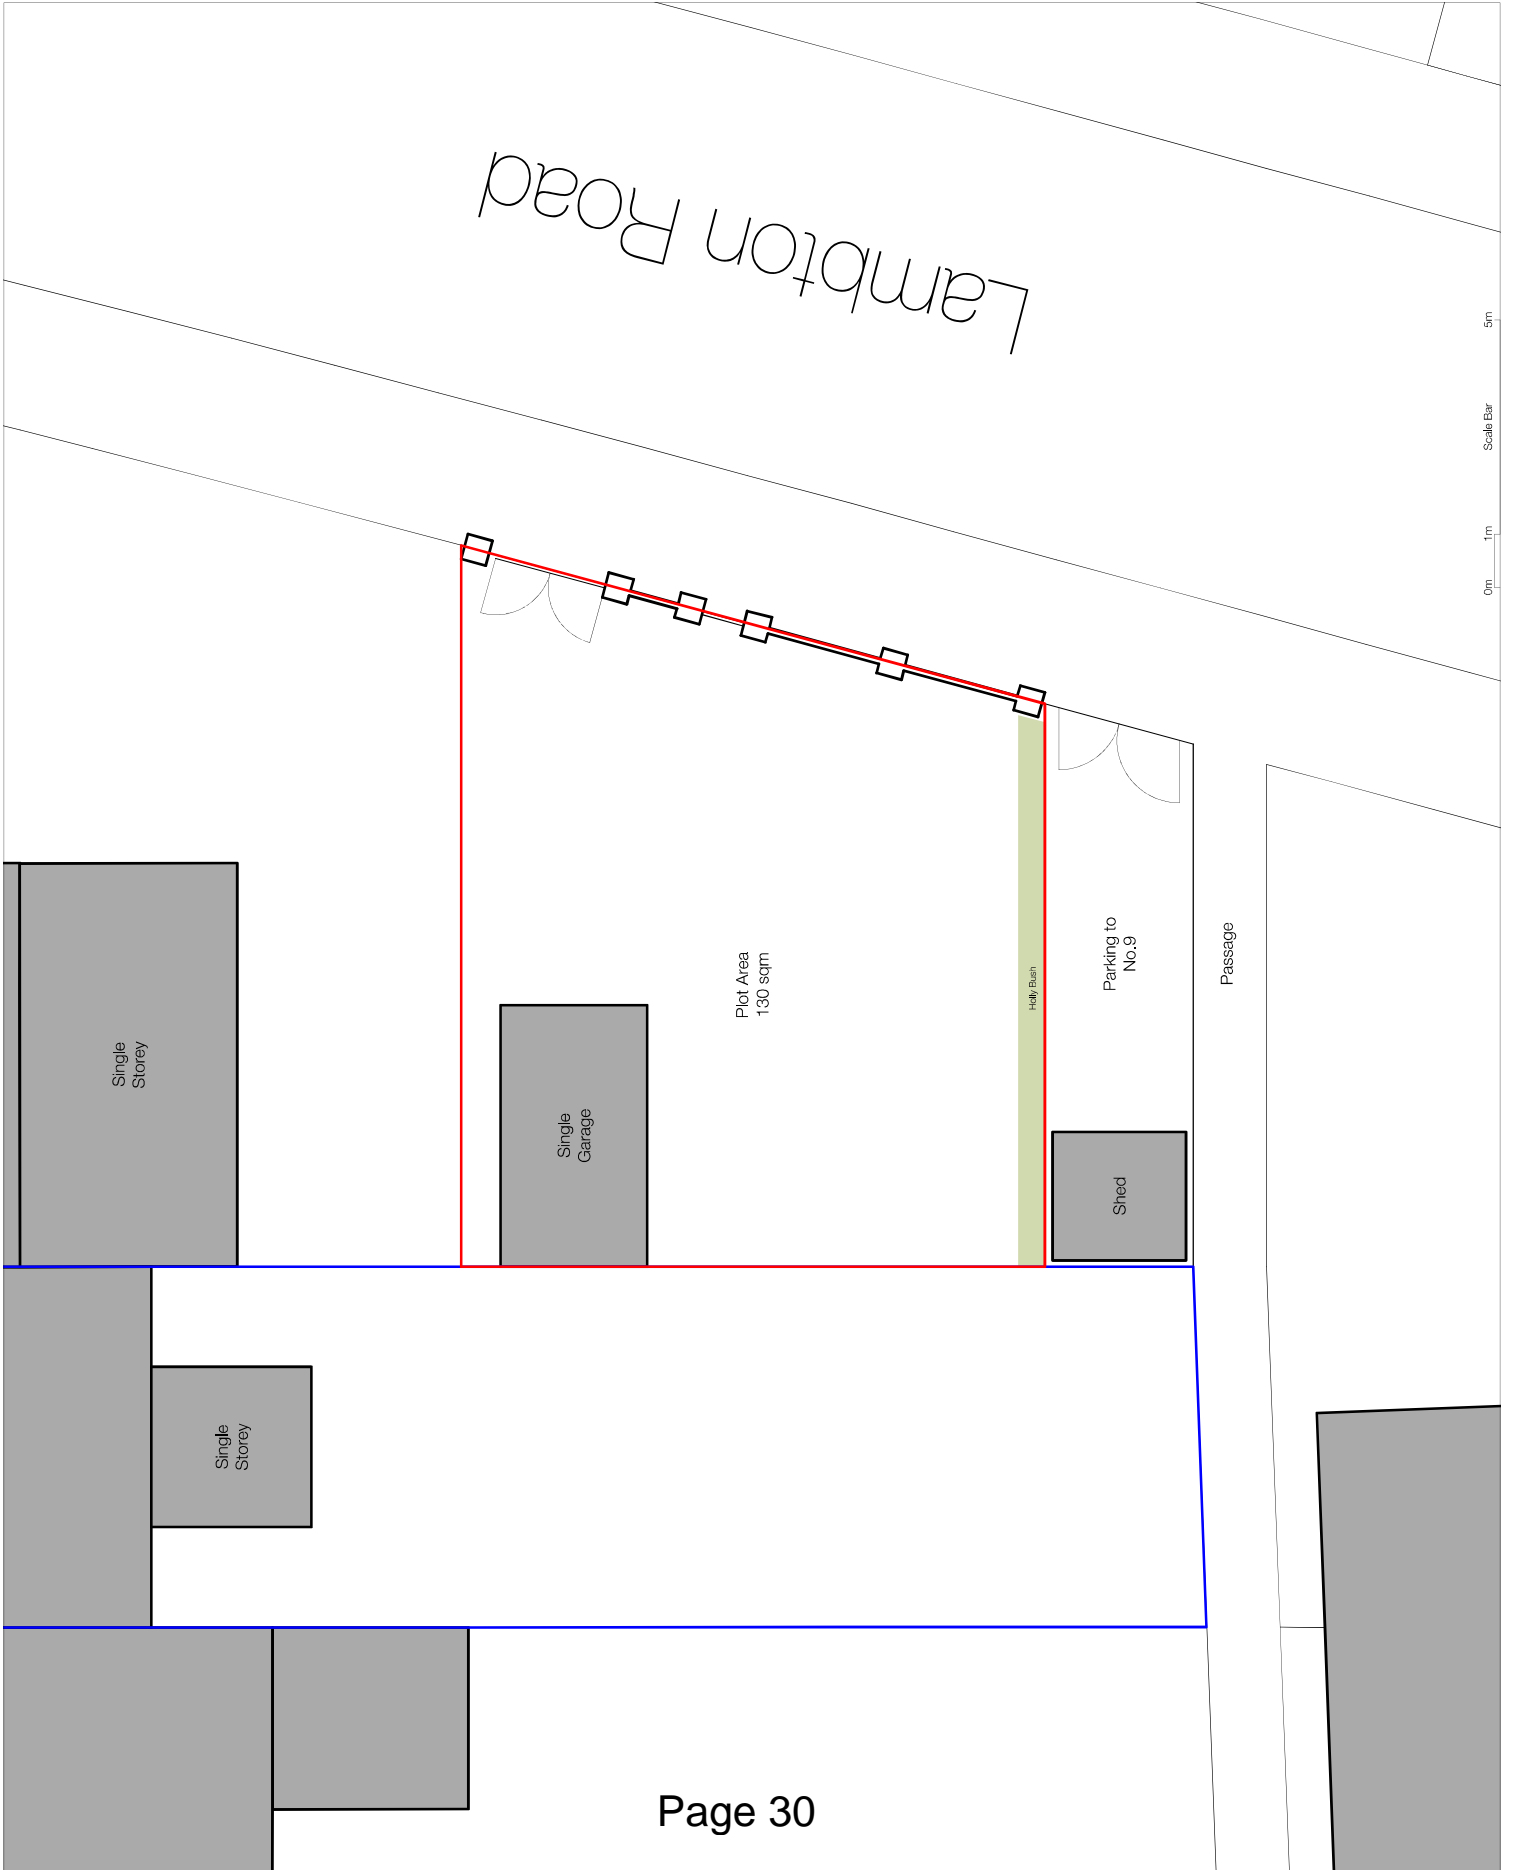 Lambton Road
5m
Scale Bar
1m
0m
Plot Area
130 sqm
Holly Bush
Parking to
No.9
Passage
Single
Storey
Single
Garage
Shed
Single
Storey
Page 30